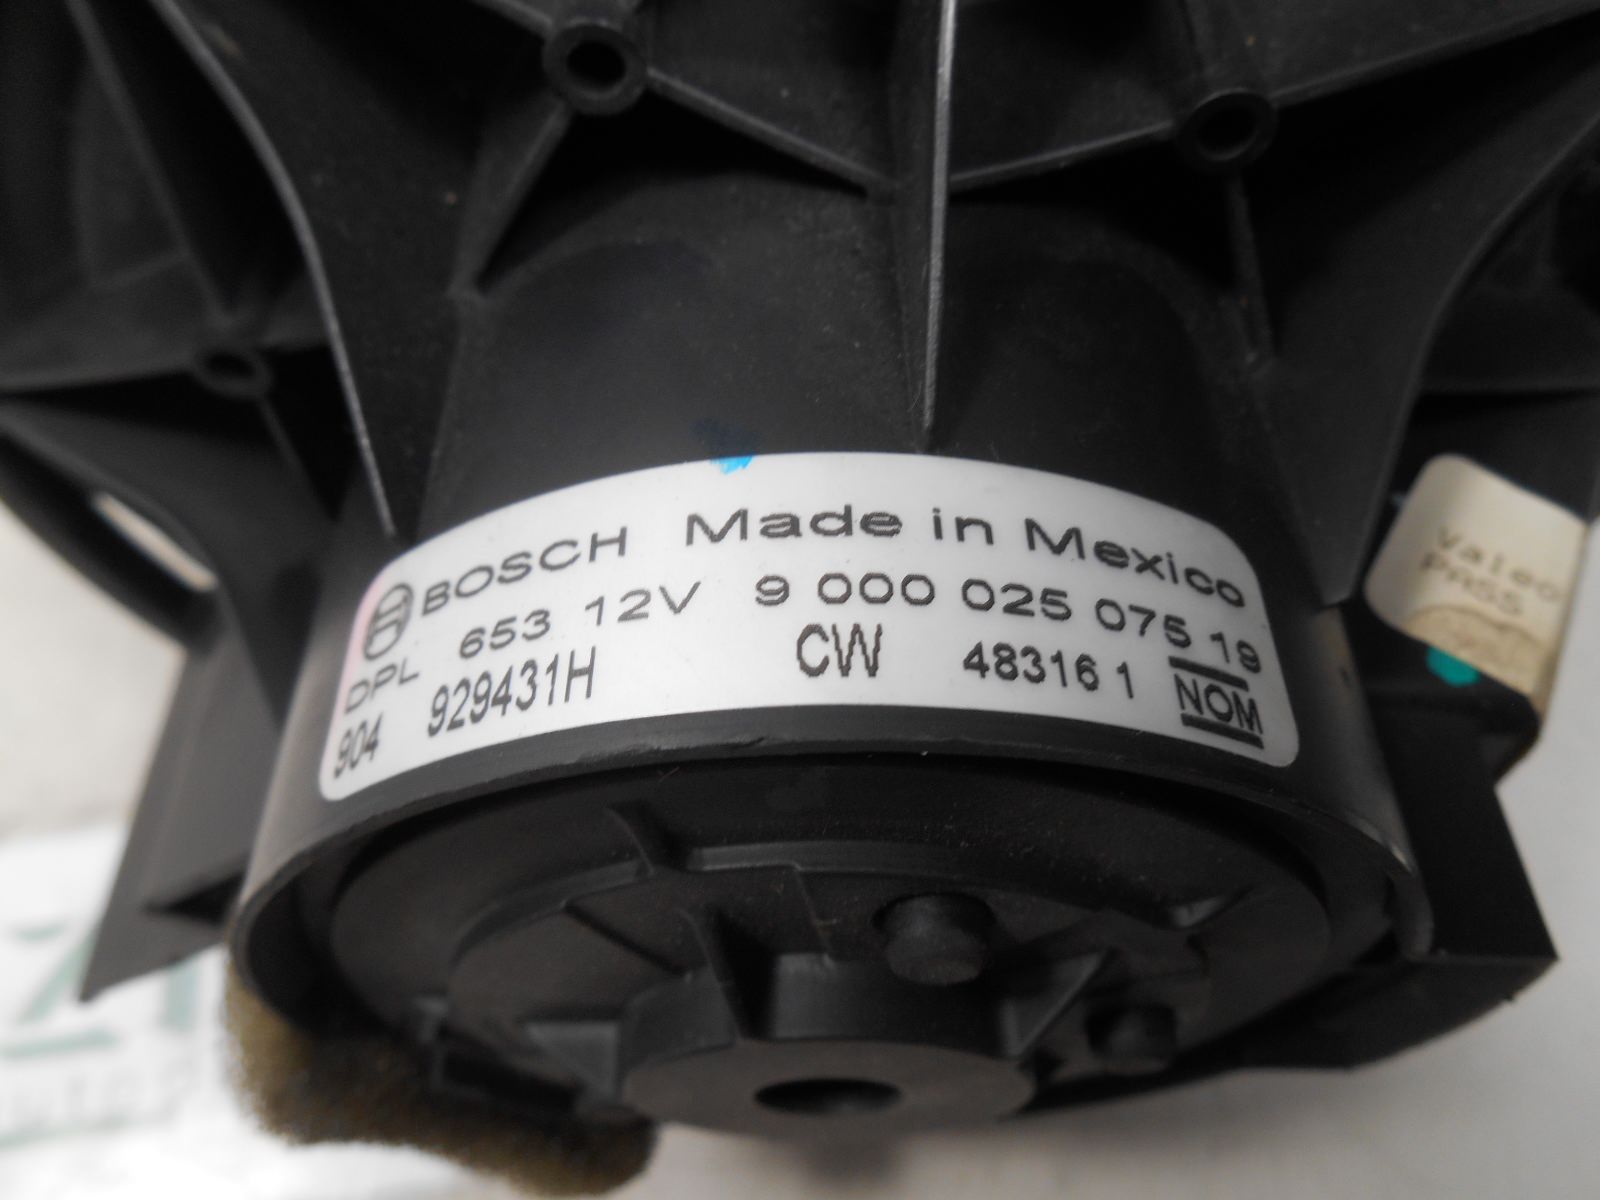 BOSCH Made in Mexico
DPL 653 12V 9 000 025 075 19
904 929431H CW 48316 1 NOM
Valeo
PASS